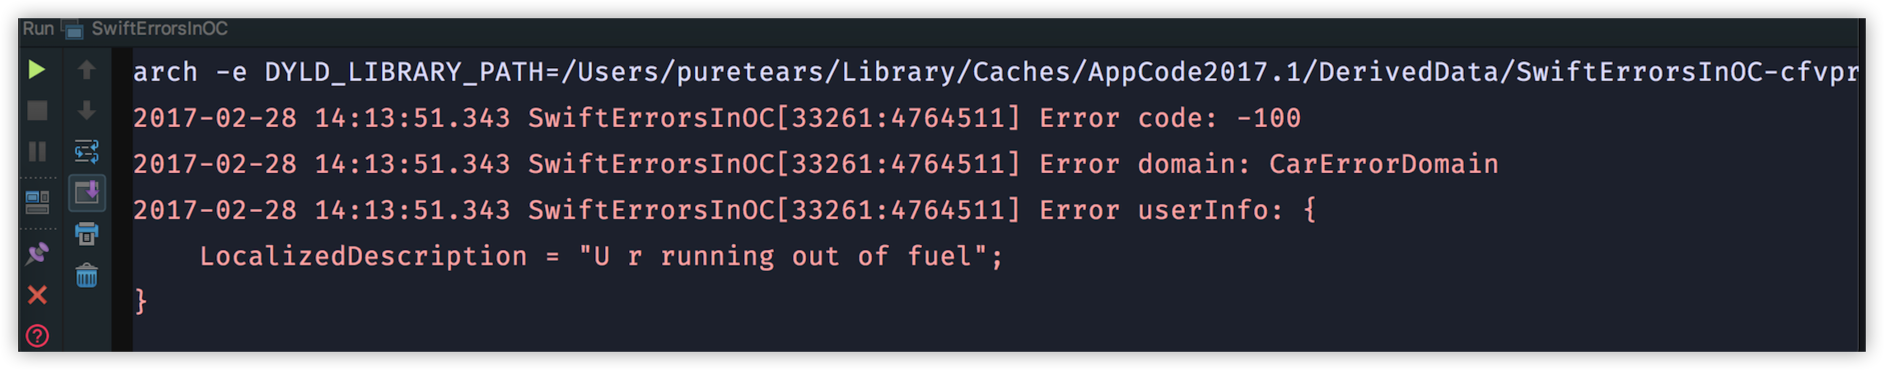 Run SwiftErrorsInOC
arch -e DYLD_LIBRARY_PATH=/Users/puretears/Library/Caches/AppCode2017.1/DerivedData/SwiftErrorsInOC-cfvpr
2017-02-28 14:13:51.343 SwiftErrorsInOC[33261:4764511] Error code: -100
2017-02-28 14:13:51.343 SwiftErrorsInOC[33261:4764511] Error domain: CarErrorDomain
2017-02-28 14:13:51.343 SwiftErrorsInOC[33261:4764511] Error userInfo: {
    LocalizedDescription = "U r running out of fuel";
}